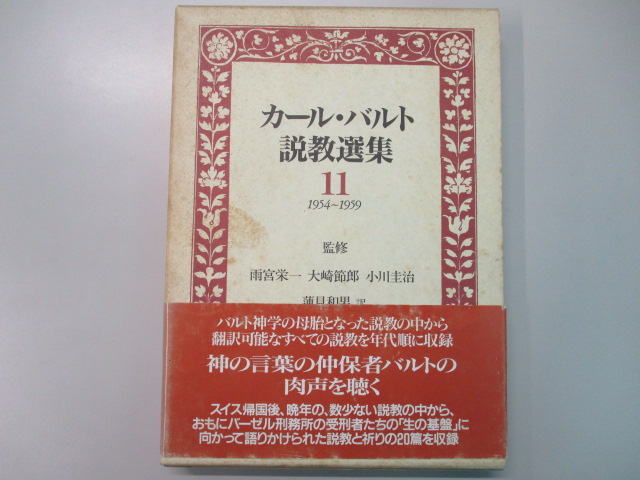 カール・バルト
説教選集
11
1954~1959
監修
雨宮栄一 大崎節郎 小川圭治
蓮見和男 訳
バルト神学の母胎となった説教の中から
翻訳可能なすべての説教を年代順に収録
神の言葉の仲保者バルトの
肉声を聴く
スイス帰国後、晩年の、数少ない説教の中から、
おもにバーゼル刑務所の受刑者たちの「生の基盤」に
向かって語りかけられた説教と祈りの20篇を収録